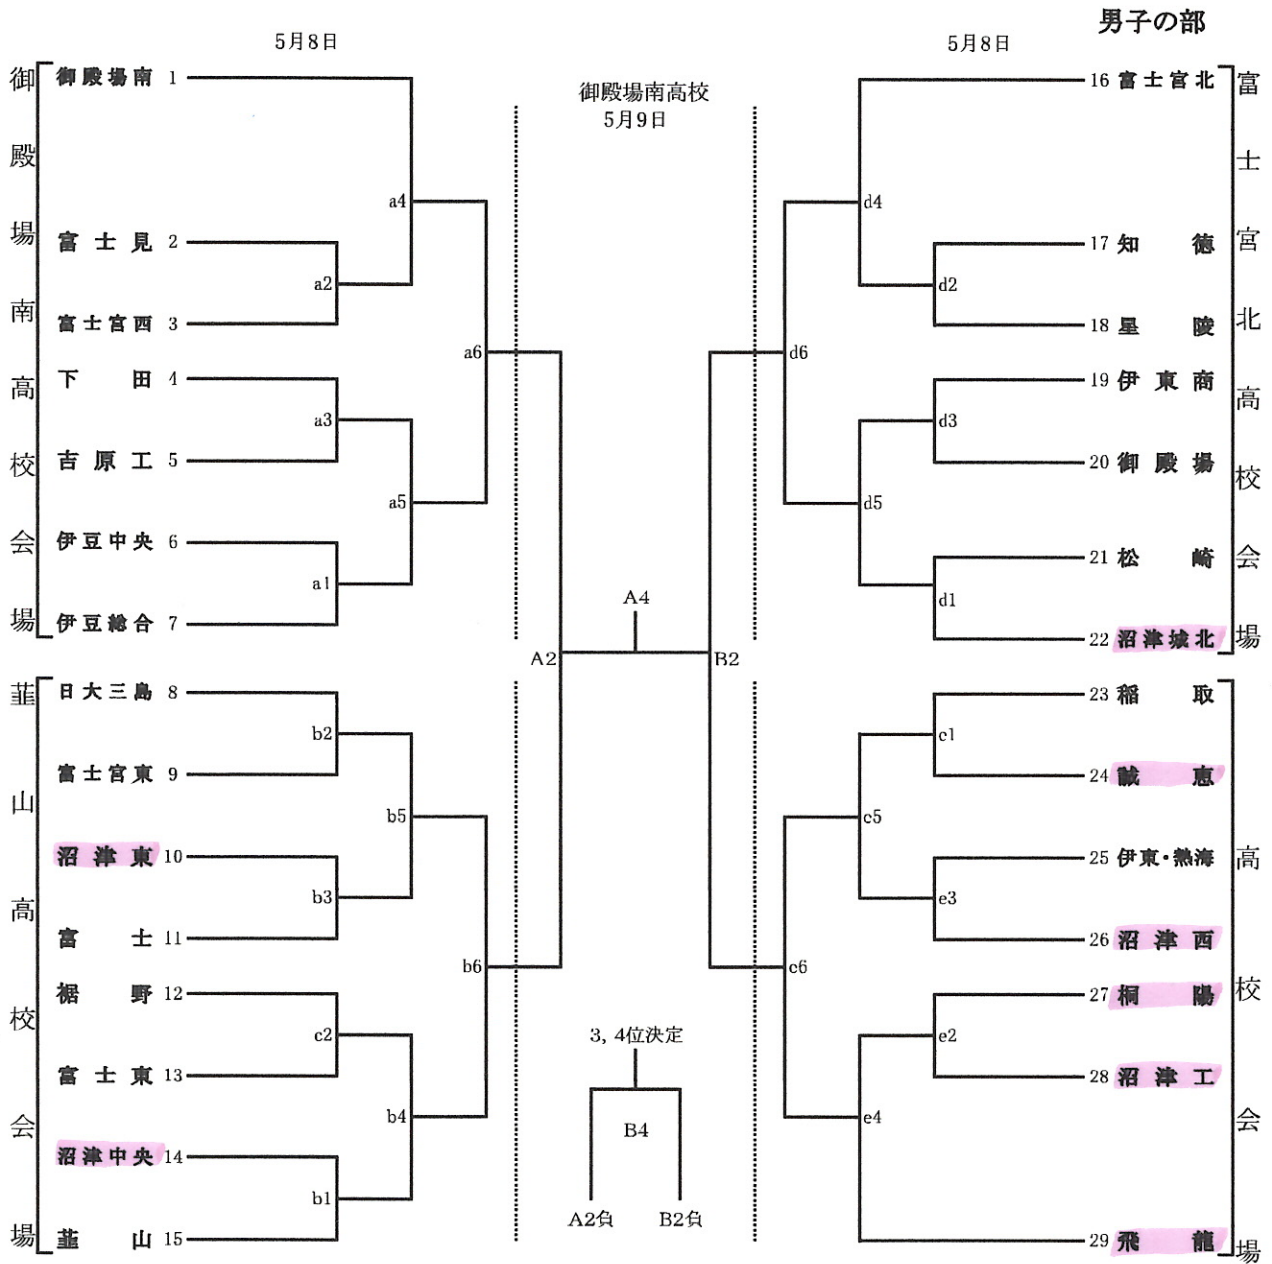 男子の部
5月8日
5月8日
御殿場南高校
5月9日
御殿場南高校会場
御殿場南 1
富士見 2
富士宮西 3
下田 4
吉原工 5
伊豆中央 6
伊豆総合 7
a4
a2
a6
a3
a5
a1
韮山高校会場
日大三島 8
富士宮東 9
沼津東 10
富士 11
裾野 12
富士東 13
沼津中央 14
韮山 15
b2
b5
b3
b6
c2
b4
b1
A2
A4
B2
3, 4位決定
B4
A2負 B2負
d4
d2
d6
d3
d5
d1
16 富士宮北
17 知徳
18 星陵
19 伊東商
20 御殿場
21 松崎
22 沼津城北
富士宮北高校会場
c1
c5
e3
c6
e2
e4
23 稲取
24 誠恵
25 伊東・熱海
26 沼津西
27 桐陽
28 沼津工
29 飛龍
高校会場